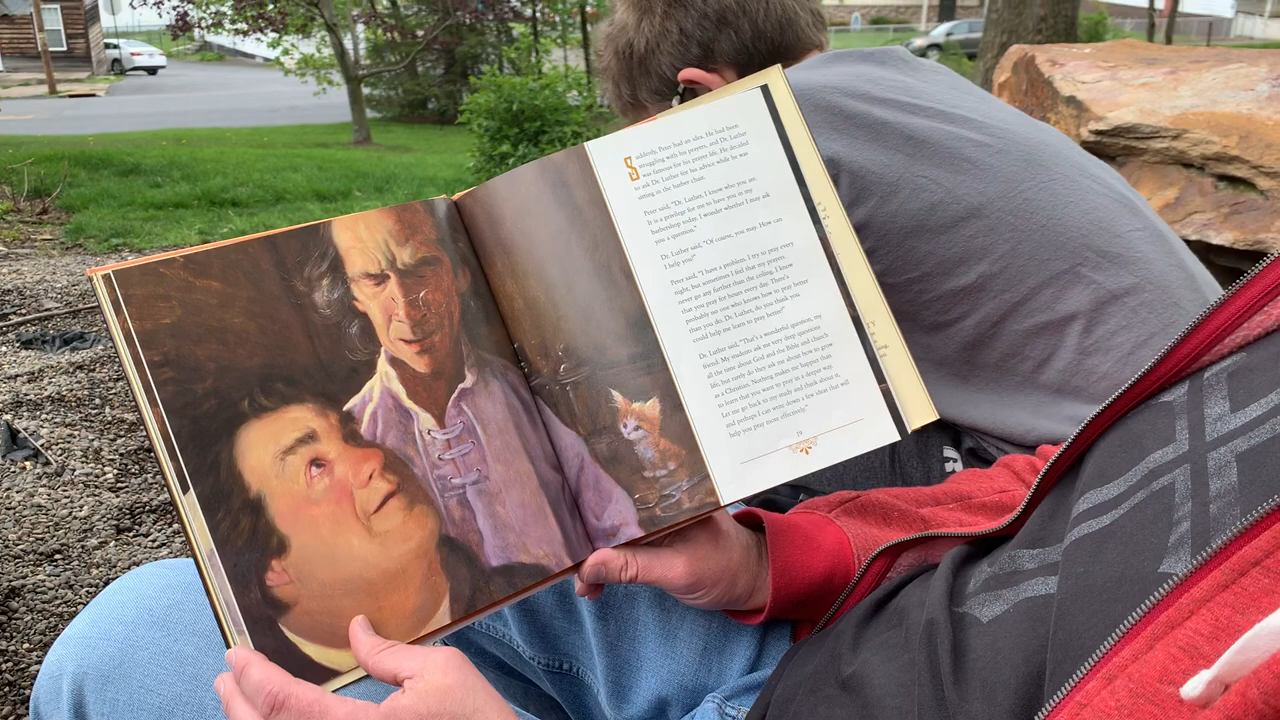 Suddenly, Peter had an idea. He had been
struggling with his prayers, and Dr. Luther
was famous for his prayer life. He decided
to ask Dr. Luther for his advice while he was
sitting in the barber chair.
Peter said, "Dr. Luther, I know who you are.
It is a privilege for me to have you in my
barbershop today. I wonder whether I may ask
you a question."
Dr. Luther said, "Of course, you may. How can
I help you?"
Peter said, "I have a problem. I try to pray every
night, but sometimes I feel that my prayers
never go any further than the ceiling. I know
that you pray for hours every day. There's
probably no one who knows how to pray better
than you do. Dr. Luther, do you think you
could help me learn to pray better?"
Dr. Luther said, "That's a wonderful question, my
friend. My students ask me very deep questions
all the time about God and the Bible and church
life, but rarely do they ask me about how to grow
as a Christian. Nothing makes me happier than
to learn that you want to pray in a deeper way.
Let me go back to my study and think about it,
and perhaps I can write down a few ideas that will
help you pray more effectively."
19